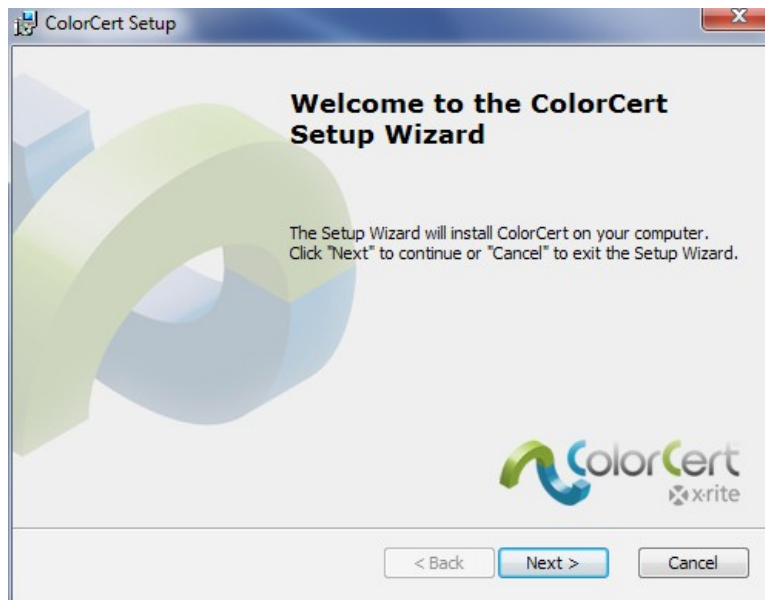 ColorCert Setup
Welcome to the ColorCert
Setup Wizard
The Setup Wizard will install ColorCert on your computer.
Click "Next" to continue or "Cancel" to exit the Setup Wizard.
ColorCert
x·rite
< Back Next > Cancel